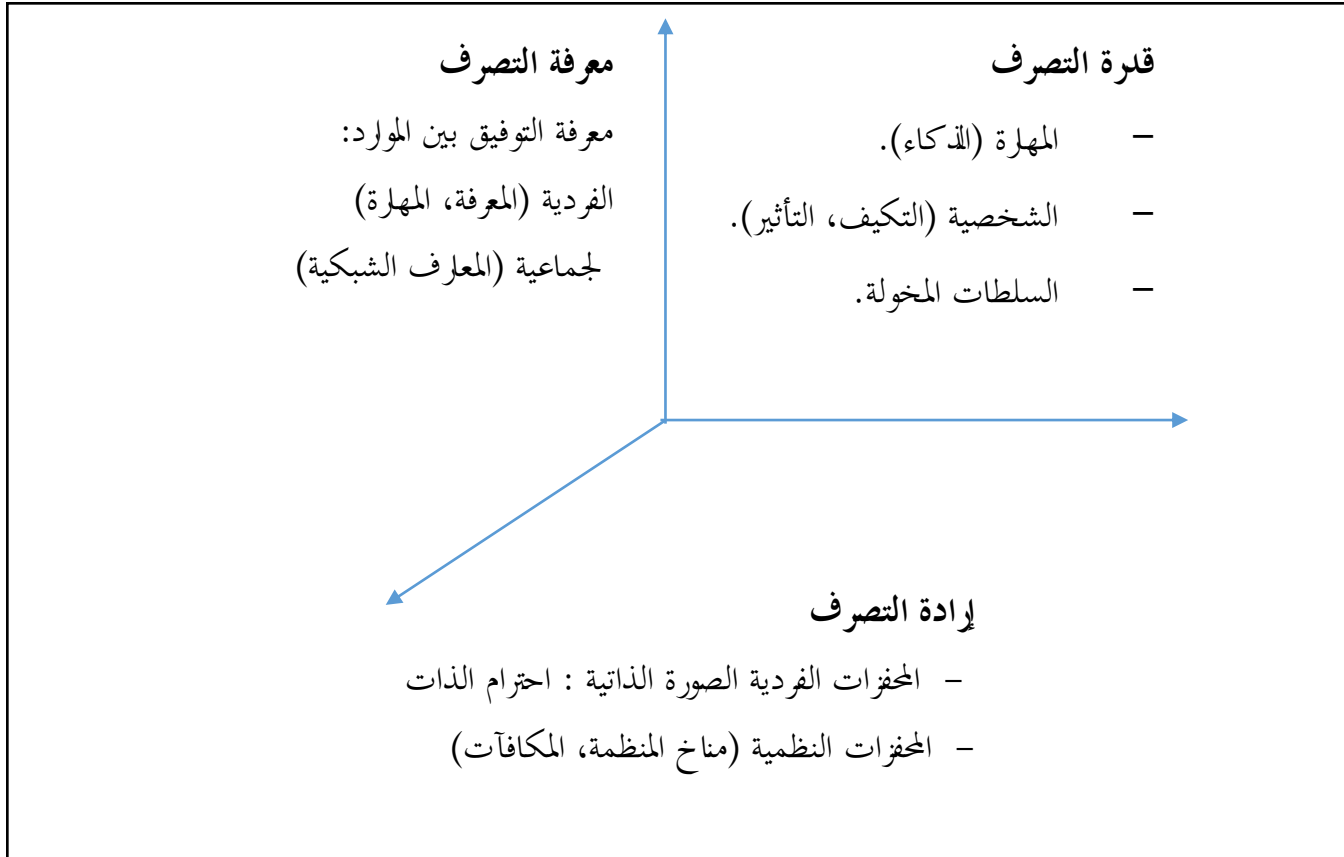 قدرة التصرف
– المهارة (الذكاء).
– الشخصية (التكيف، التأثير).
– السلطات المخولة.
معرفة التصرف
معرفة التوفيق بين الموارد:
الفردية (المعرفة، المهارة)
لجماعية (المعارف الشبكية)
إرادة التصرف
– المحفزات الفردية الصورة الذاتية : احترام الذات
– المحفزات النظمية (مناخ المنظمة، المكافآت)